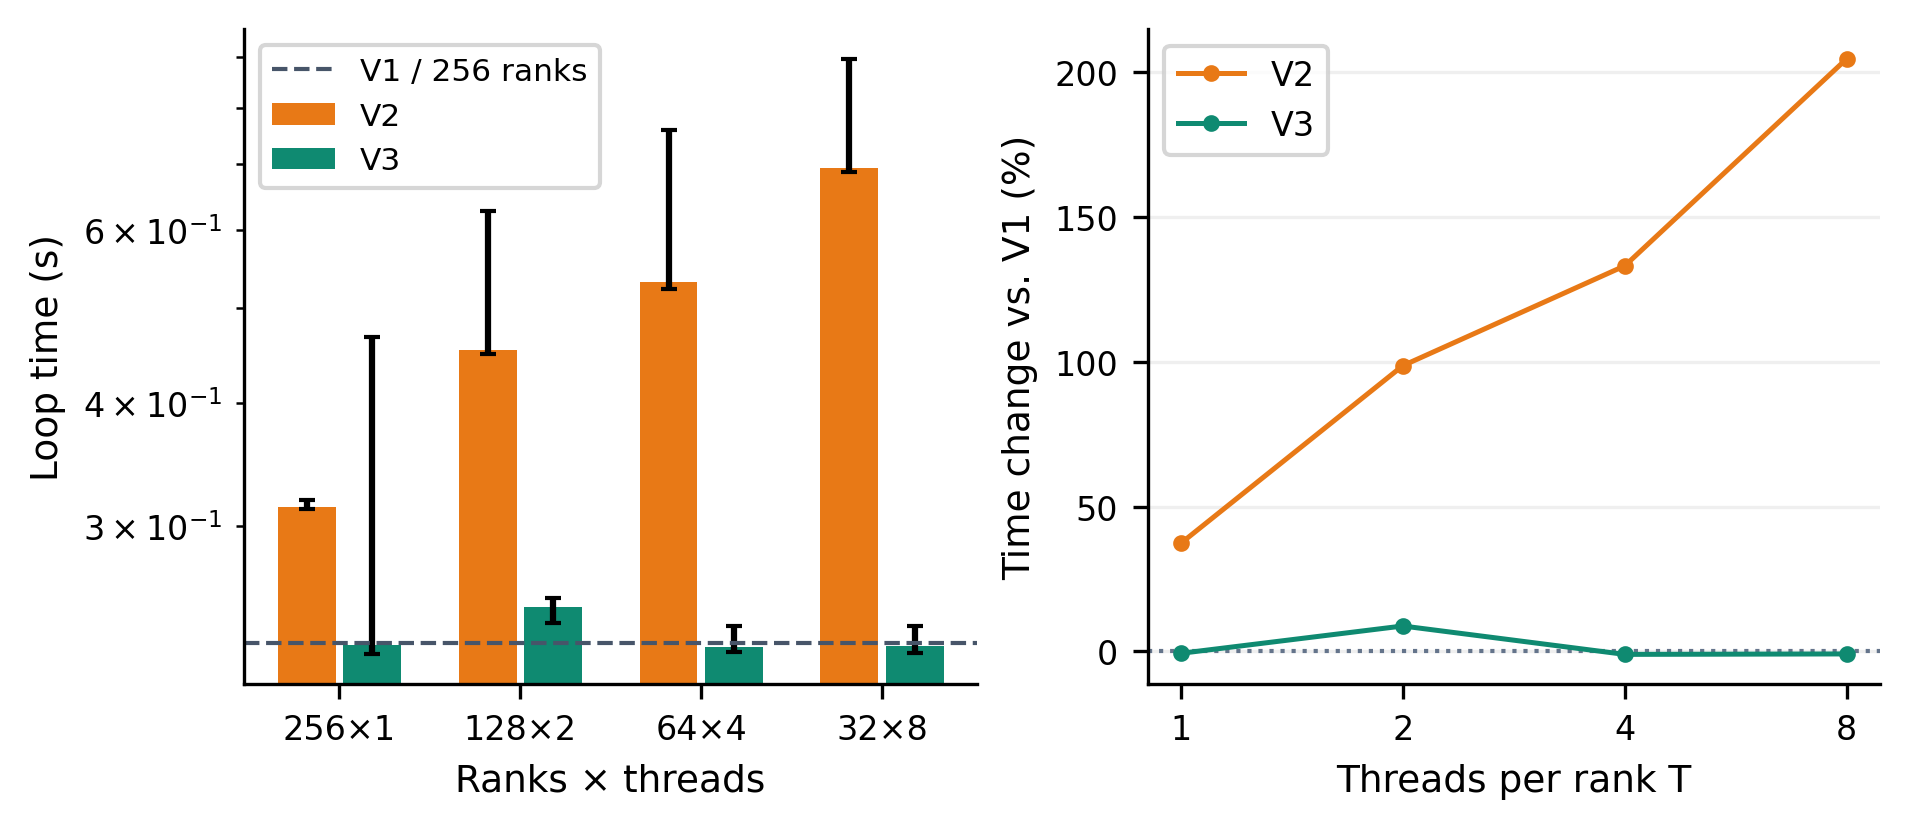 V1 / 256 ranks
V2
V3
6 × 10⁻¹
4 × 10⁻¹
3 × 10⁻¹
Loop time (s)
256×1 128×2 64×4 32×8
Ranks × threads
V2
V3
200
150
100
50
0
Time change vs. V1 (%)
1 2 4 8
Threads per rank T